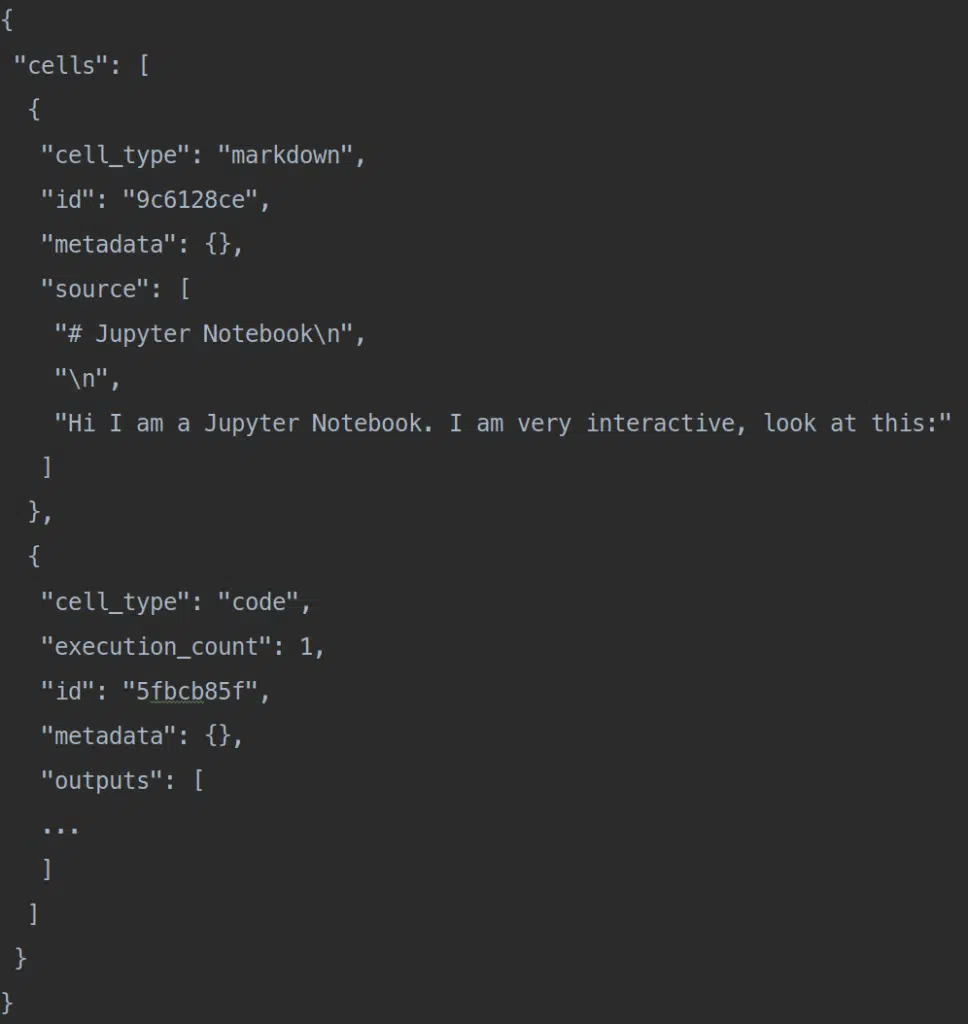 {
 "cells": [
  {
   "cell_type": "markdown",
   "id": "9c6128ce",
   "metadata": {},
   "source": [
    "# Jupyter Notebook\n",
    "\n",
    "Hi I am a Jupyter Notebook. I am very interactive, look at this:"
   ]
  },
  {
   "cell_type": "code",
   "execution_count": 1,
   "id": "5fbcb85f",
   "metadata": {},
   "outputs": [
   ...
   ]
  ]
 }
}